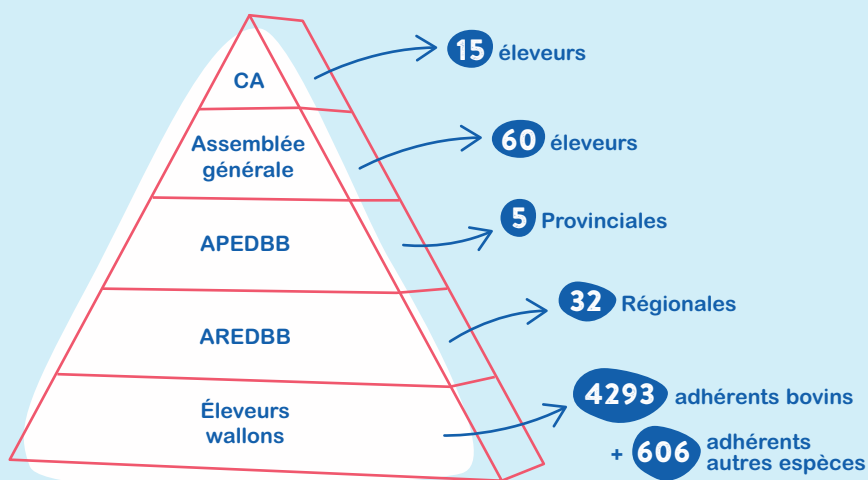 CA
15 éleveurs
Assemblée
générale
60 éleveurs
APEDBB
5 Provinciales
AREDBB
32 Régionales
Éleveurs
wallons
4293 adhérents bovins
+ 606 adhérents
autres espèces